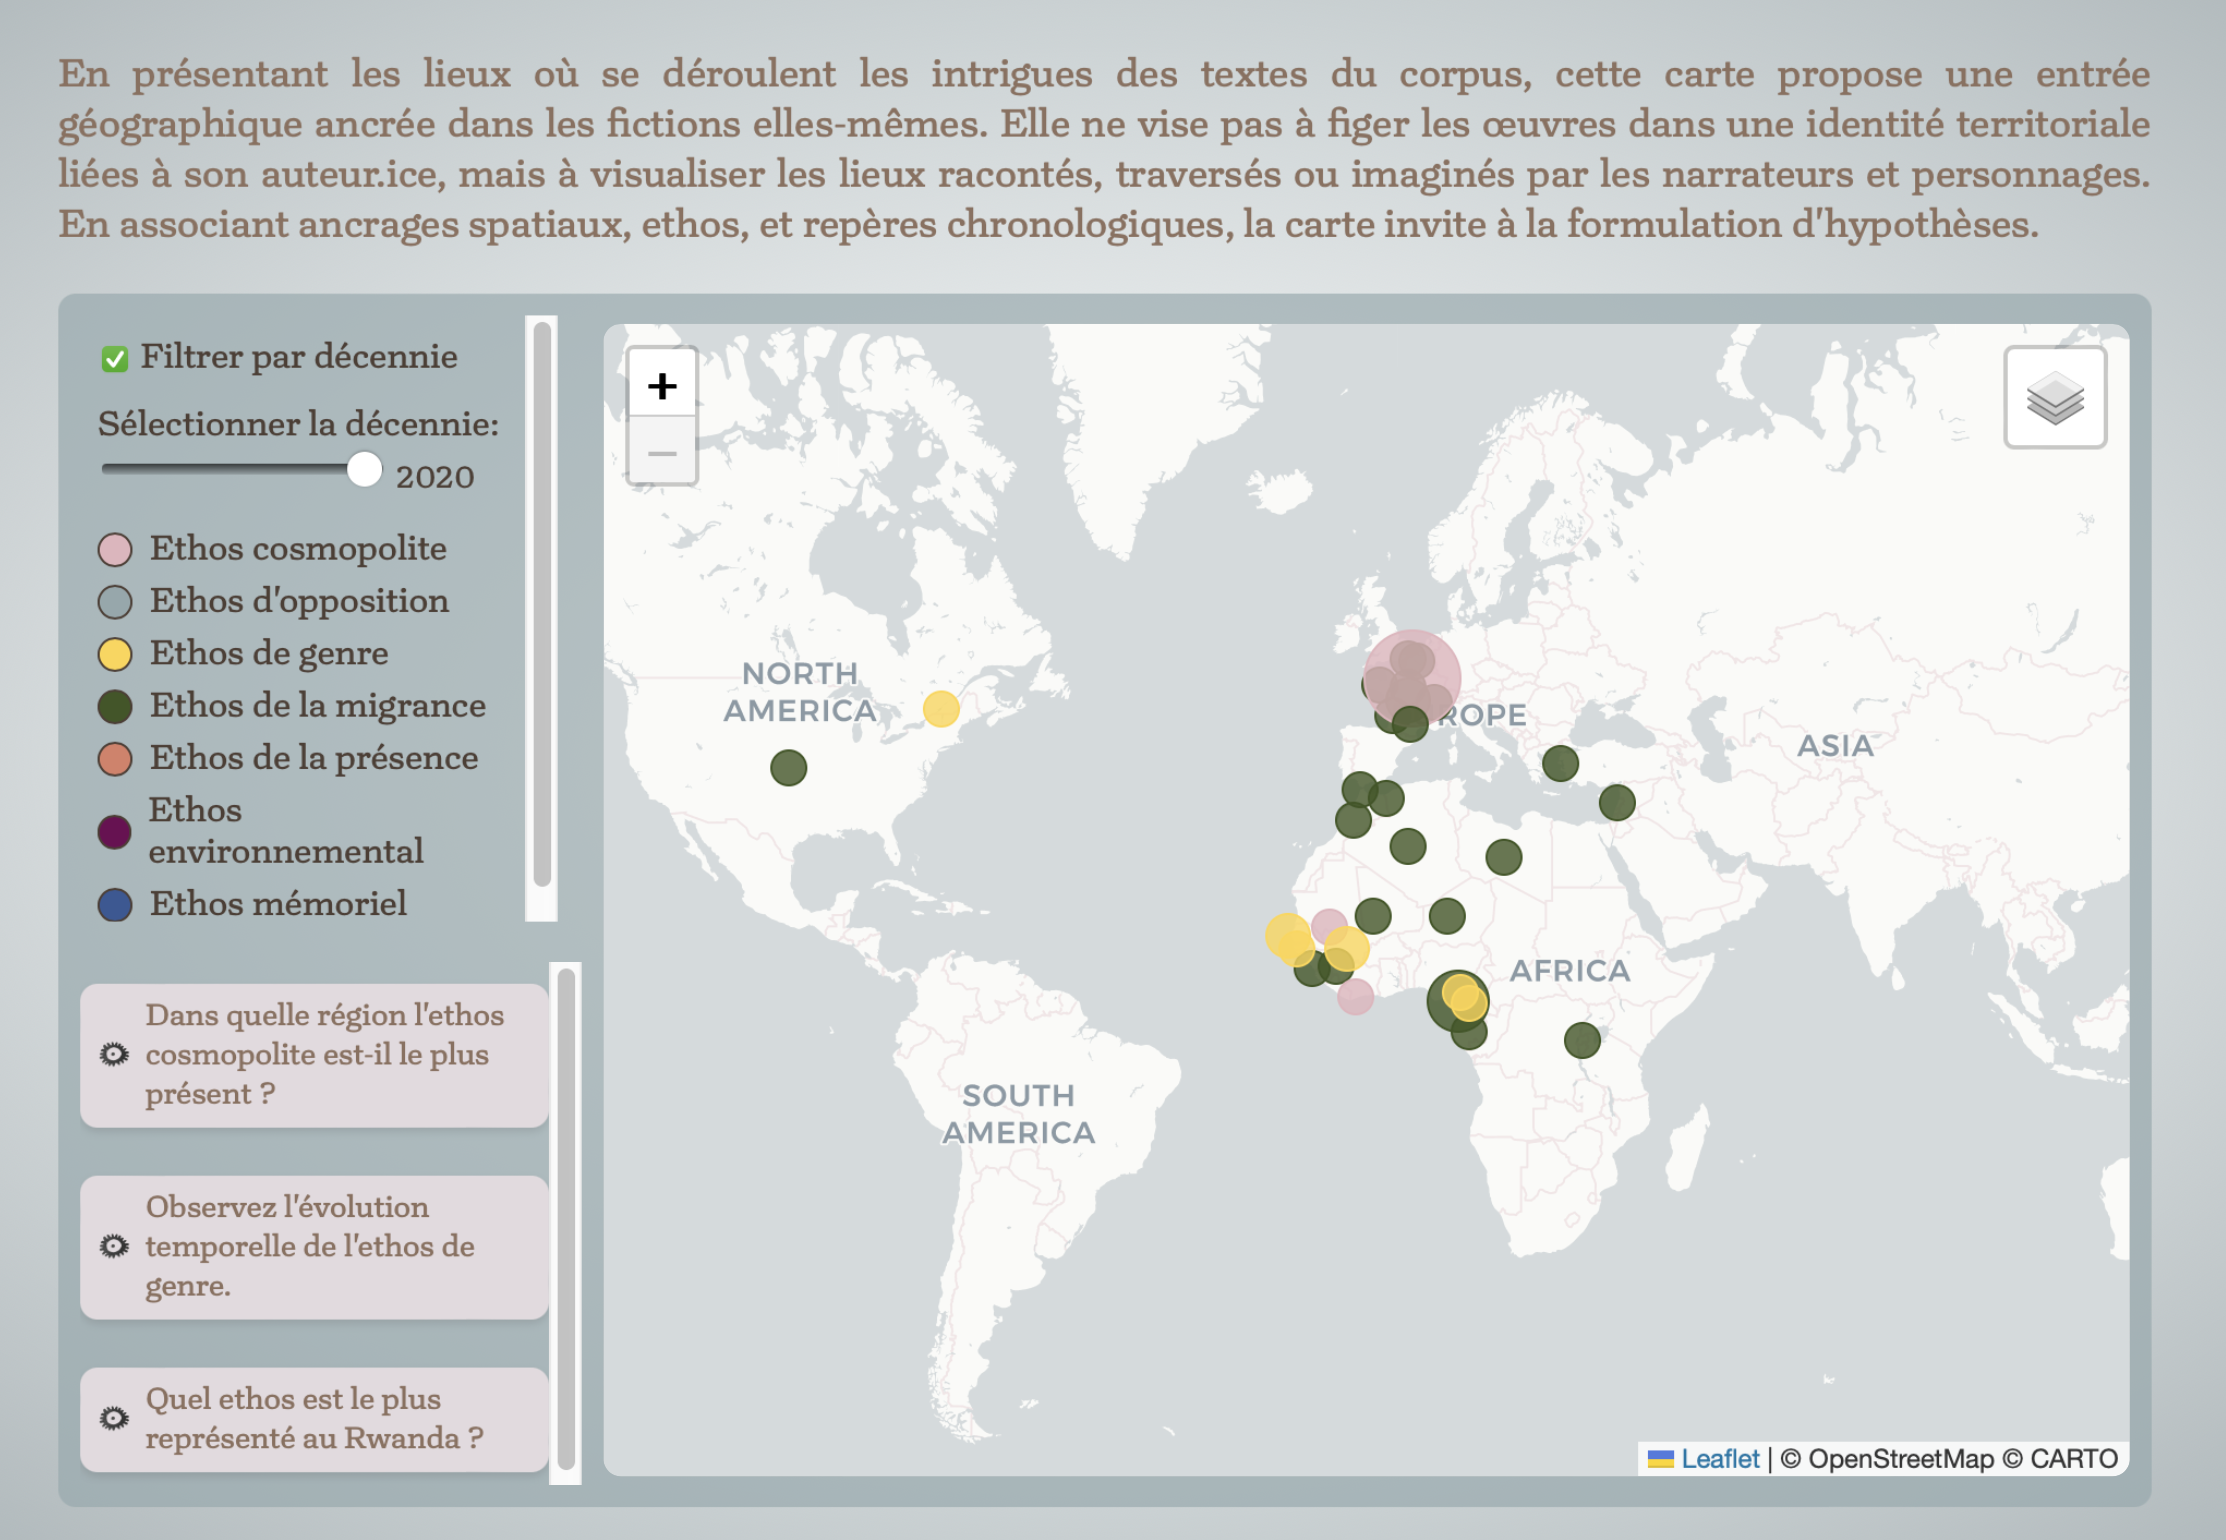 En présentant les lieux où se déroulent les intrigues des textes du corpus, cette carte propose une entrée
géographique ancrée dans les fictions elles-mêmes. Elle ne vise pas à figer les œuvres dans une identité territoriale
liées à son auteur.ice, mais à visualiser les lieux racontés, traversés ou imaginés par les narrateurs et personnages.
En associant ancrages spatiaux, ethos, et repères chronologiques, la carte invite à la formulation d'hypothèses.
Filtrer par décennie
Sélectionner la décennie:
2020
Ethos cosmopolite
Ethos d'opposition
Ethos de genre
Ethos de la migrance
Ethos de la présence
Ethos
environnemental
Ethos mémoriel
Dans quelle région l'ethos
cosmopolite est-il le plus
présent ?
Observez l'évolution
temporelle de l'ethos de
genre.
Quel ethos est le plus
représenté au Rwanda ?
+
−
NORTH
AMERICA
ROPE
ASIA
AFRICA
SOUTH
AMERICA
Leaflet | © OpenStreetMap © CARTO